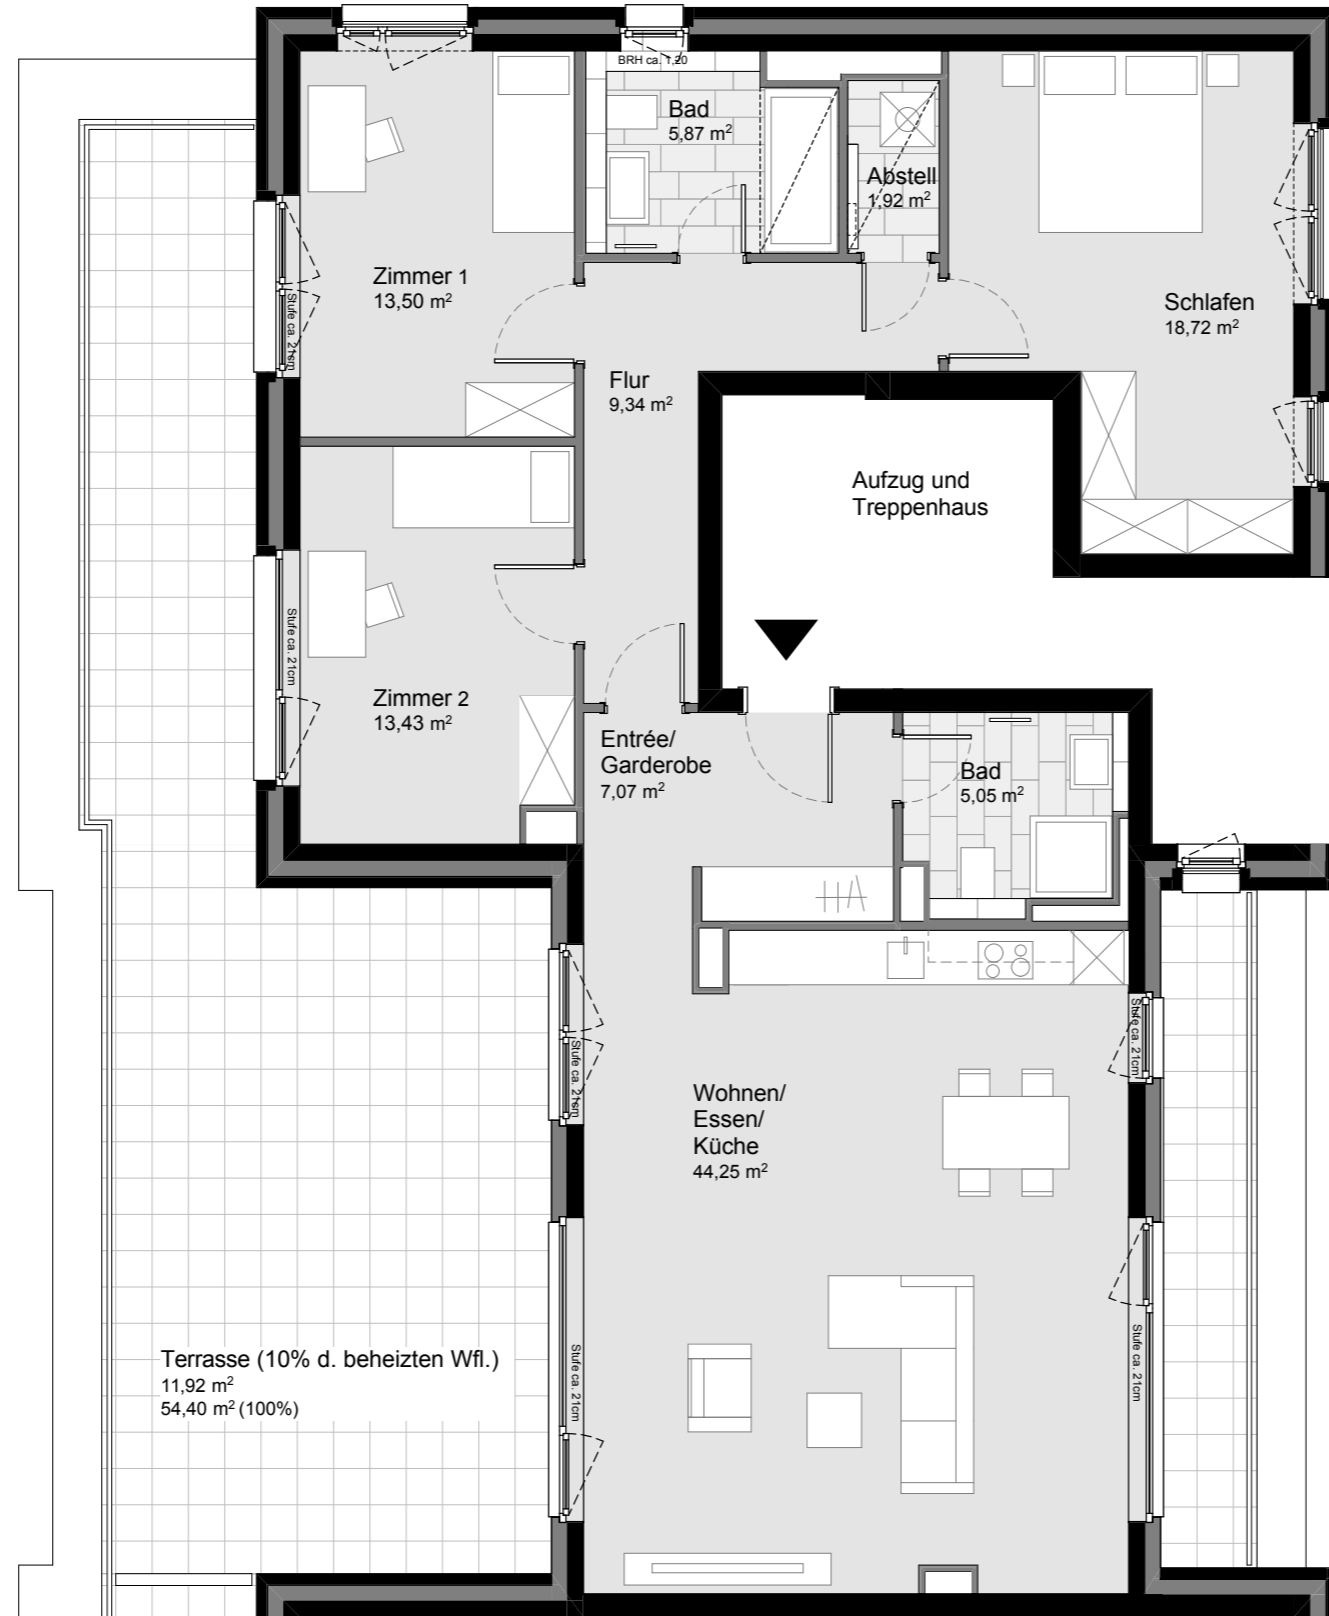 BRH ca. 1,20
Bad
5,87 m²
Abstell
1,92 m²
Zimmer 1
13,50 m²
Stufe ca. 21cm
Schlafen
18,72 m²
Flur
9,34 m²
Aufzug und
Treppenhaus
Stufe ca. 21cm
Zimmer 2
13,43 m²
Entrée/
Garderobe
7,07 m²
Bad
5,05 m²
Stufe ca. 21cm
Stufe ca. 21cm
Wohnen/
Essen/
Küche
44,25 m²
Terrasse (10% d. beheizten Wfl.)
11,92 m²
54,40 m² (100%)
Stufe ca. 21cm
Stufe ca. 21cm